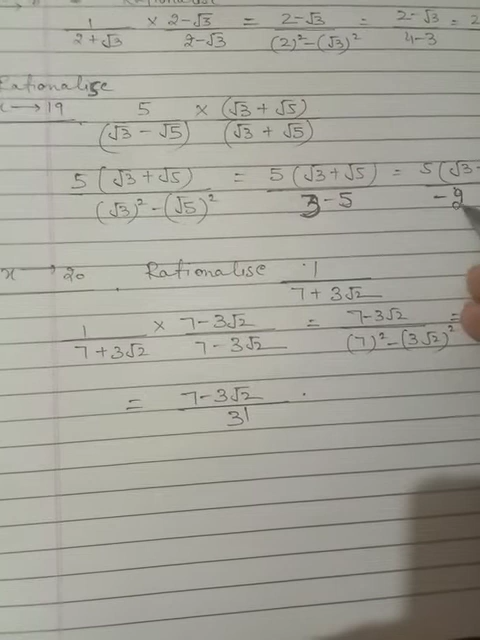 1/(2+√3) × (2-√3)/(2-√3) = (2-√3)/((2)²-(√3)²) = (2-√3)/(4-3) = 2
Rationalise
→ 19 5/(√3-√5) × (√3+√5)/(√3+√5)
5(√3+√5)/((√3)²-(√5)²) = 5(√3+√5)/(3-5) = 5(√3/-2
→ 20. Rationalise 1/(7+3√2)
1/(7+3√2) × (7-3√2)/(7-3√2) = (7-3√2)/((7)²-(3√2)²) =
= (7-3√2)/31 .